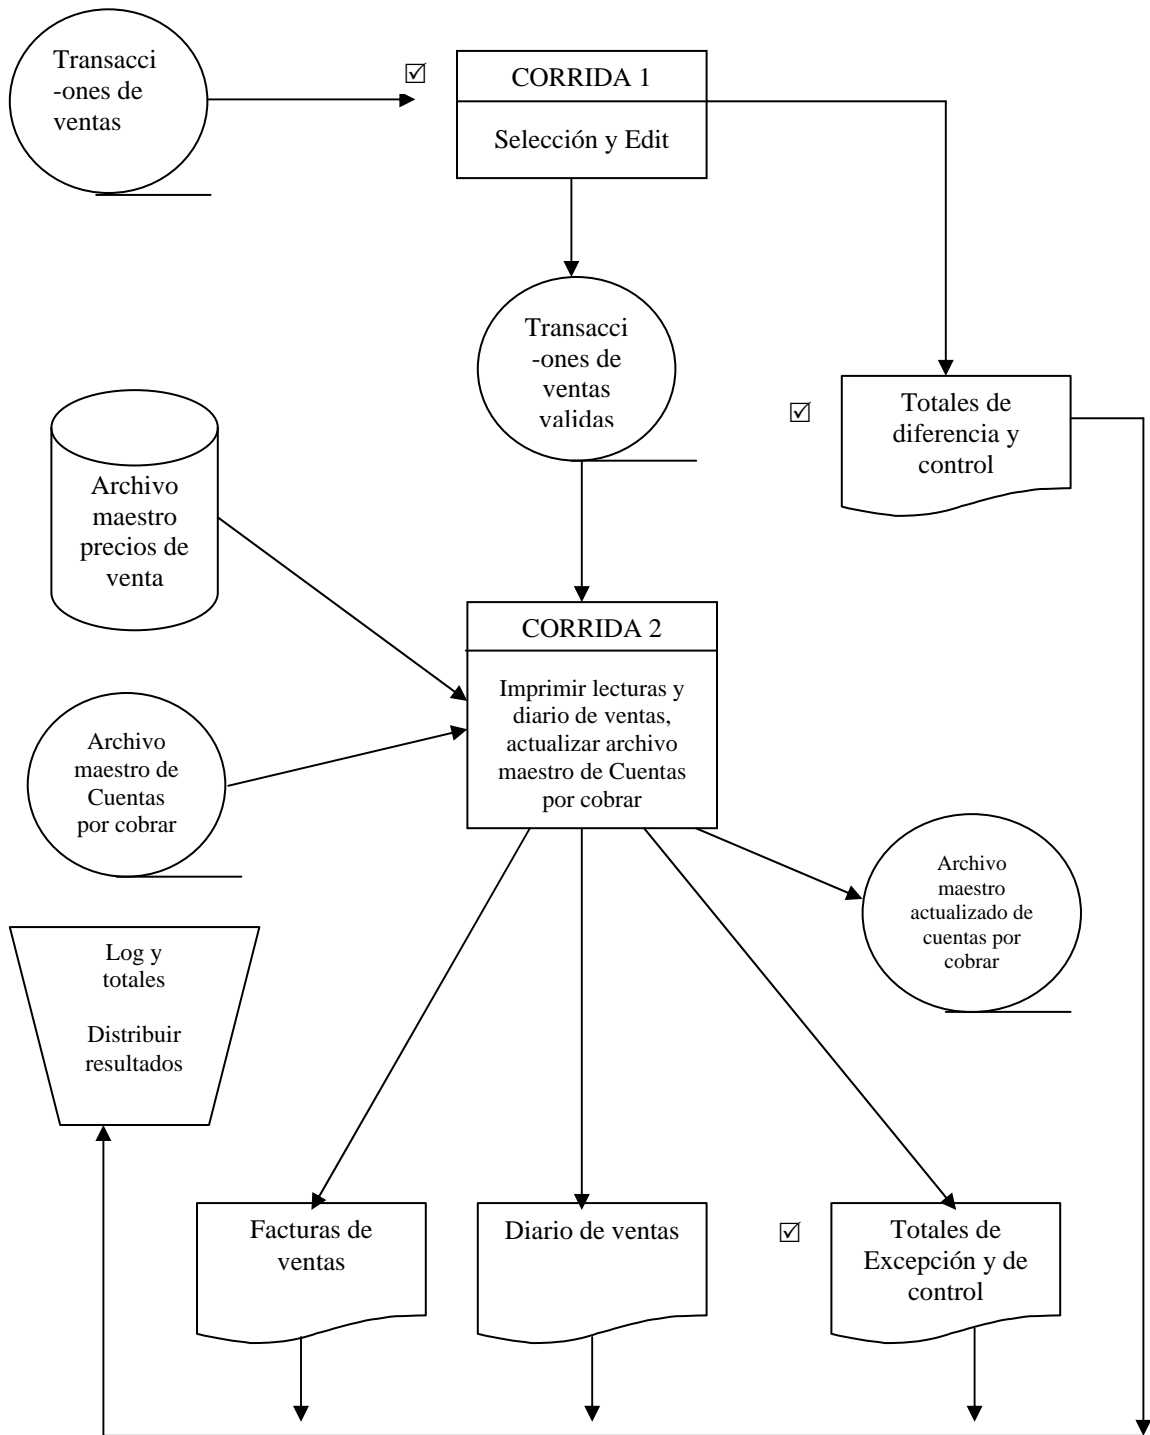 Transacci
-ones de
ventas
☑
CORRIDA 1
Selección y Edit
Transacci
-ones de
ventas
validas
☑
Totales de
diferencia y
control
Archivo
maestro
precios de
venta
CORRIDA 2
Imprimir lecturas y
diario de ventas,
actualizar archivo
maestro de Cuentas
por cobrar
Archivo
maestro de
Cuentas
por cobrar
Archivo
maestro
actualizado de
cuentas por
cobrar
Log y
totales
Distribuir
resultados
Facturas de
ventas
Diario de ventas
☑
Totales de
Excepción y de
control